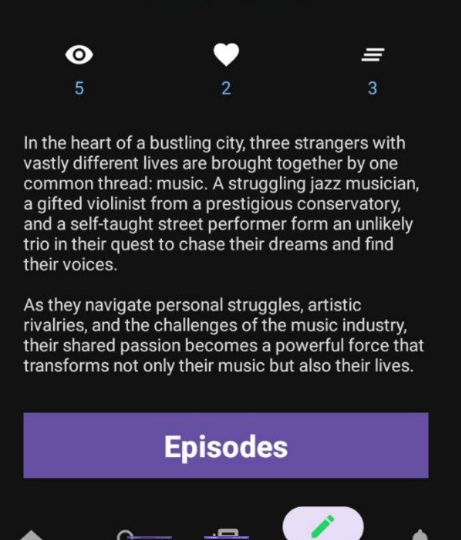 5
2
3
In the heart of a bustling city, three strangers with
vastly different lives are brought together by one
common thread: music. A struggling jazz musician,
a gifted violinist from a prestigious conservatory,
and a self-taught street performer form an unlikely
trio in their quest to chase their dreams and find
their voices.
As they navigate personal struggles, artistic
rivalries, and the challenges of the music industry,
their shared passion becomes a powerful force that
transforms not only their music but also their lives.
Episodes